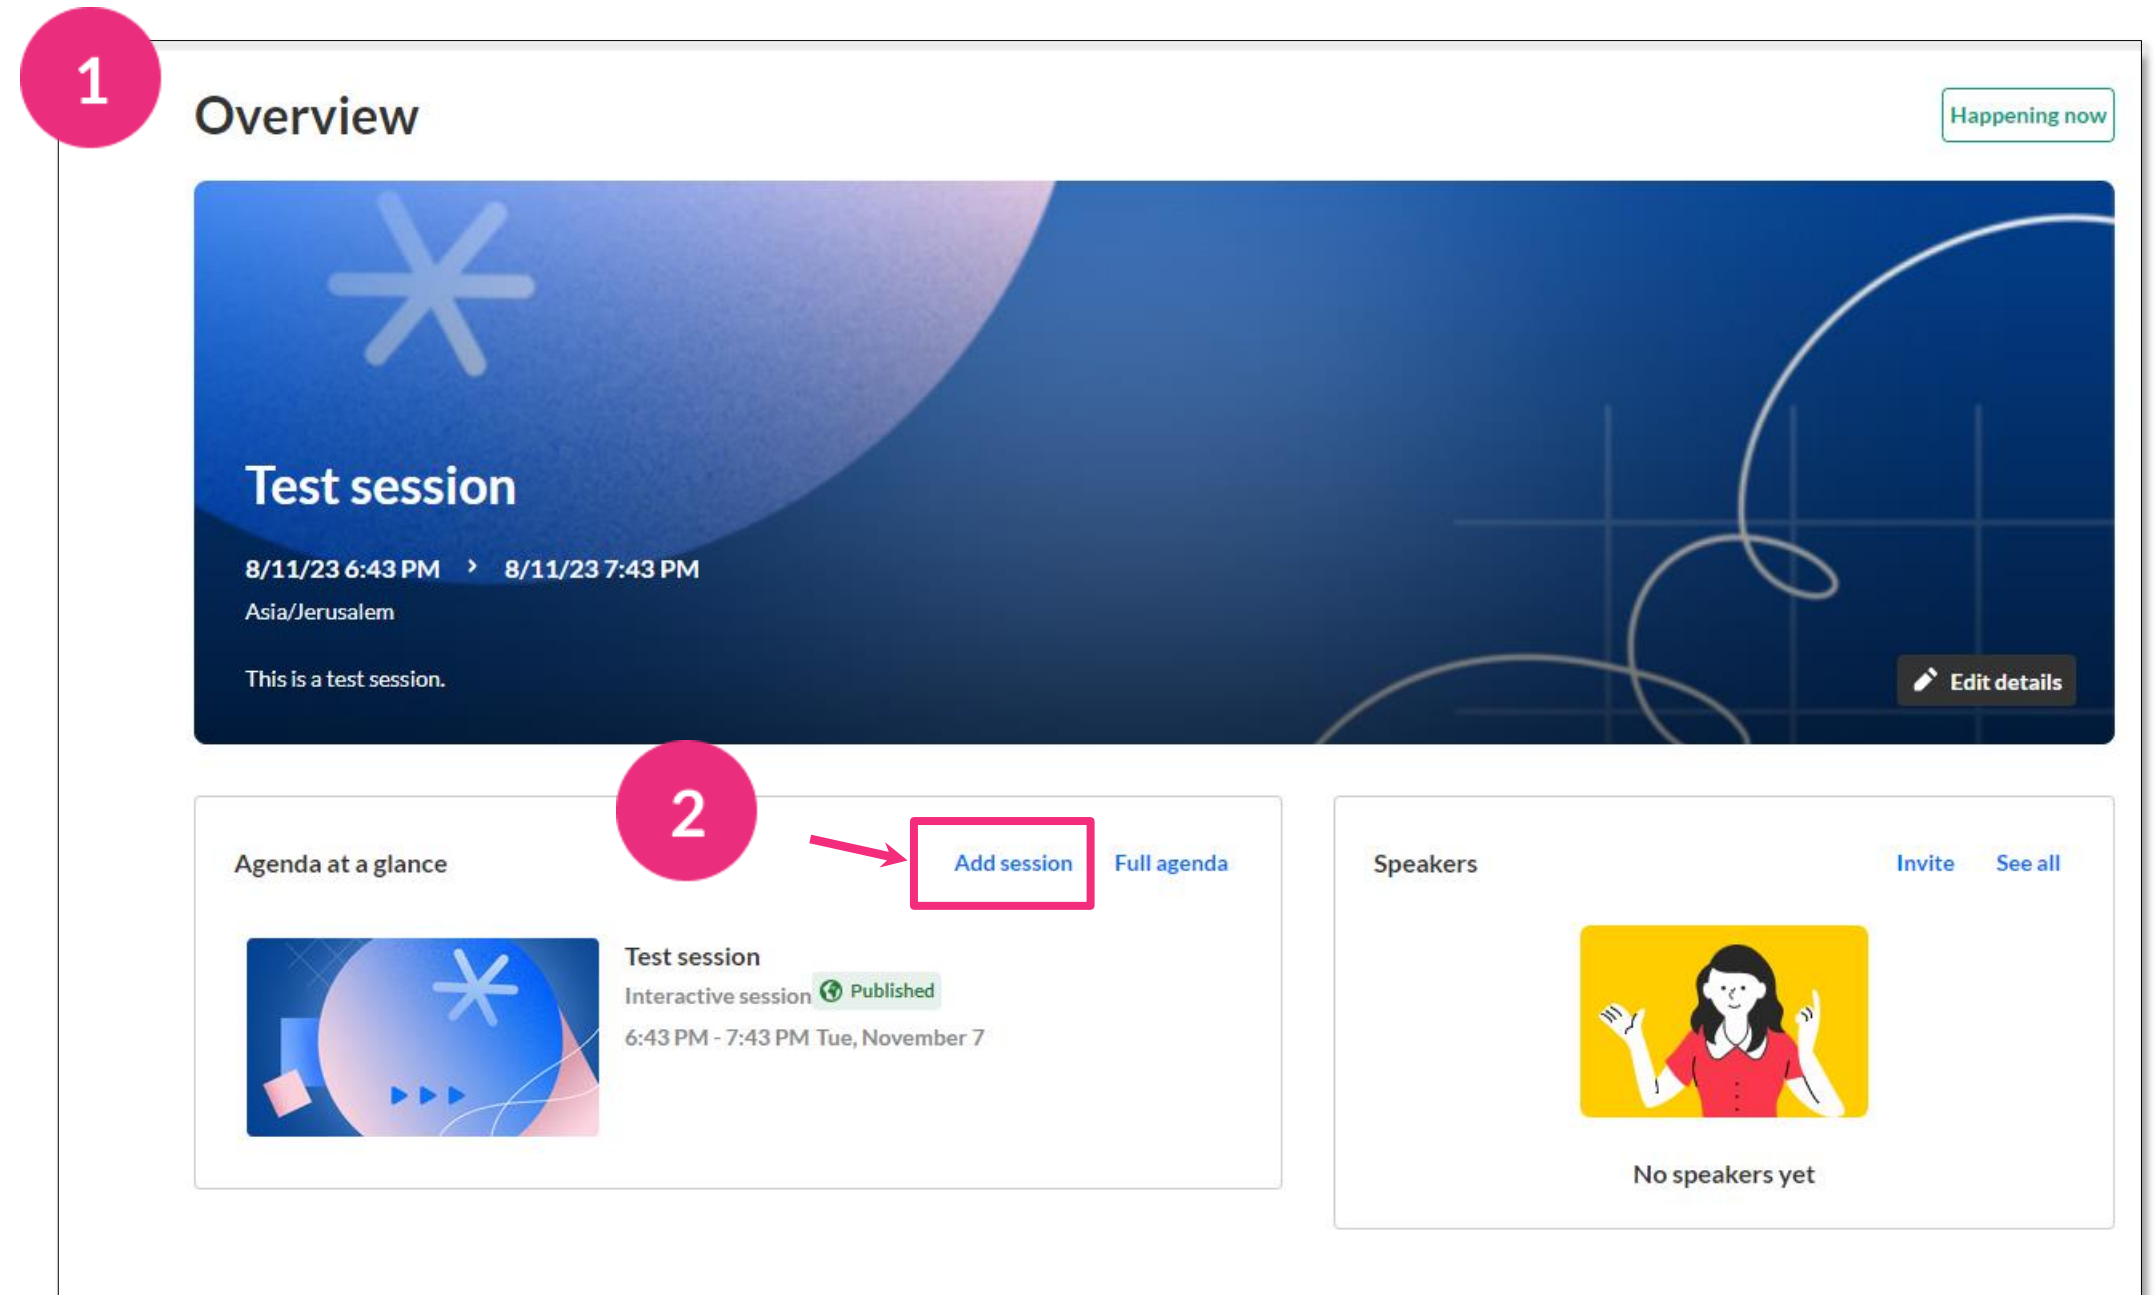 1
Overview
Happening now
Test session
8/11/23 6:43 PM > 8/11/23 7:43 PM
Asia/Jerusalem
This is a test session.
Edit details
2
Agenda at a glance
Add session
Full agenda
Test session
Interactive session
Published
6:43 PM - 7:43 PM Tue, November 7
Speakers
Invite
See all
No speakers yet